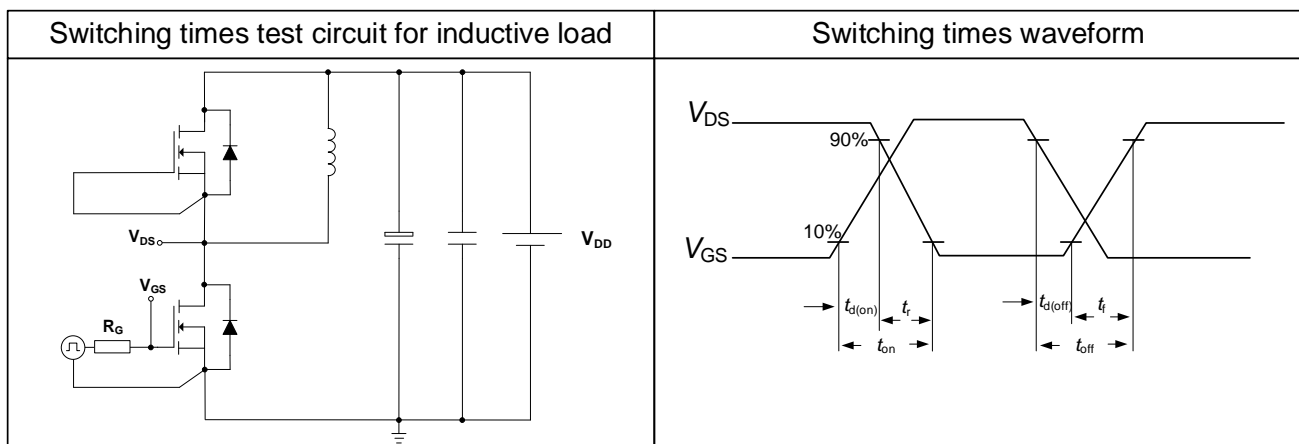 Switching times test circuit for inductive load
Switching times waveform
VDS
VDD
VGS
RG
VDS
90%
10%
VGS
td(on) tr td(off) tf
ton toff